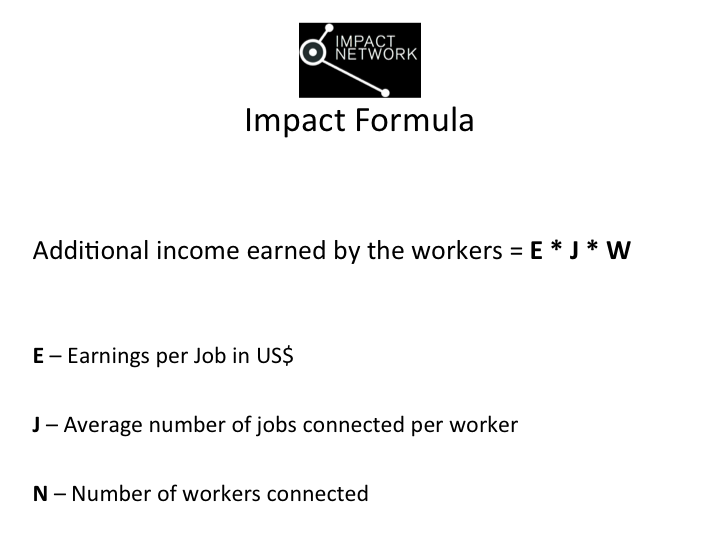 IMPACT
NETWORK
Impact Formula
Additional income earned by the workers = E * J * W
E – Earnings per Job in US$
J – Average number of jobs connected per worker
N – Number of workers connected